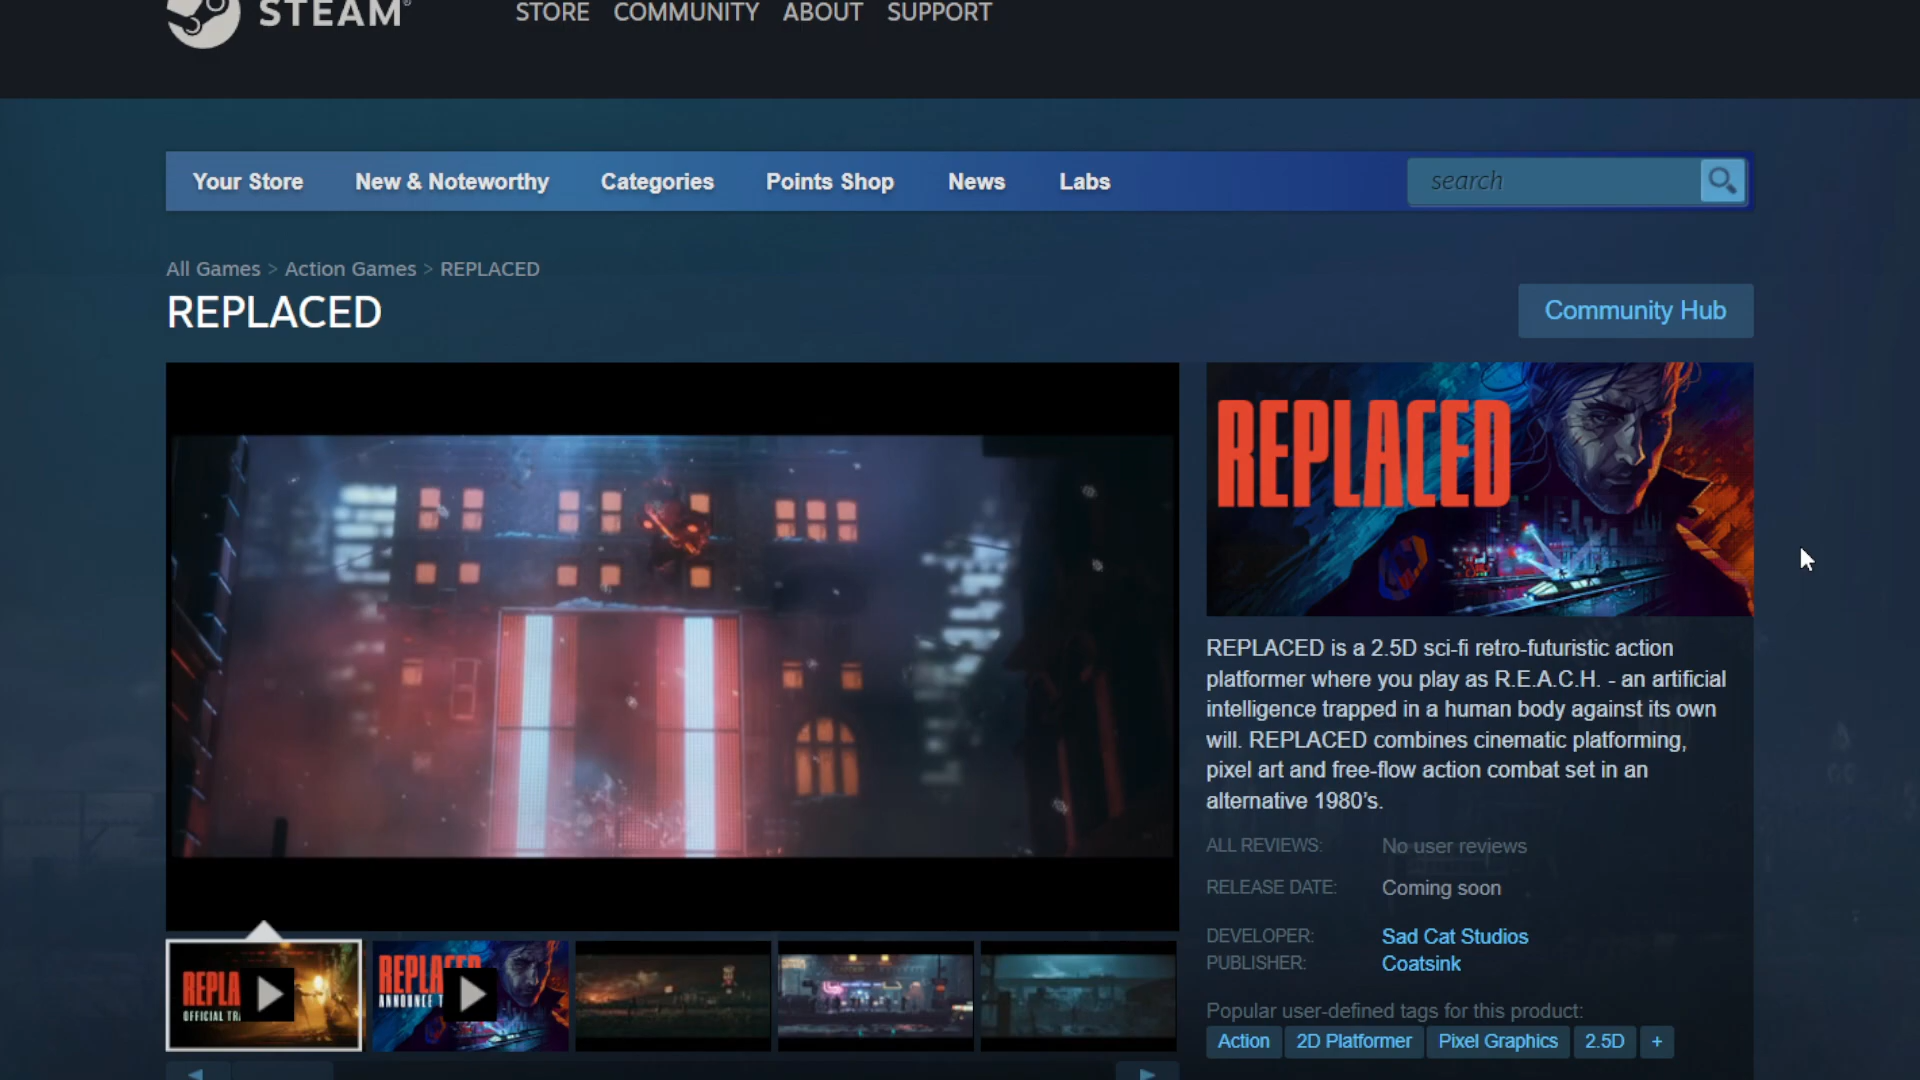 STEAM
STORE COMMUNITY ABOUT SUPPORT
Your Store New & Noteworthy Categories Points Shop News Labs search
All Games > Action Games > REPLACED
REPLACED
Community Hub
REPLACED
REPLACED is a 2.5D sci-fi retro-futuristic action
platformer where you play as R.E.A.C.H. - an artificial
intelligence trapped in a human body against its own
will. REPLACED combines cinematic platforming,
pixel art and free-flow action combat set in an
alternative 1980's.
ALL REVIEWS: No user reviews
RELEASE DATE: Coming soon
DEVELOPER: Sad Cat Studios
PUBLISHER: Coatsink
Popular user-defined tags for this product:
Action 2D Platformer Pixel Graphics 2.5D +
REPLA
OFFICIAL TR
REPLACED
ANNOUNCE T